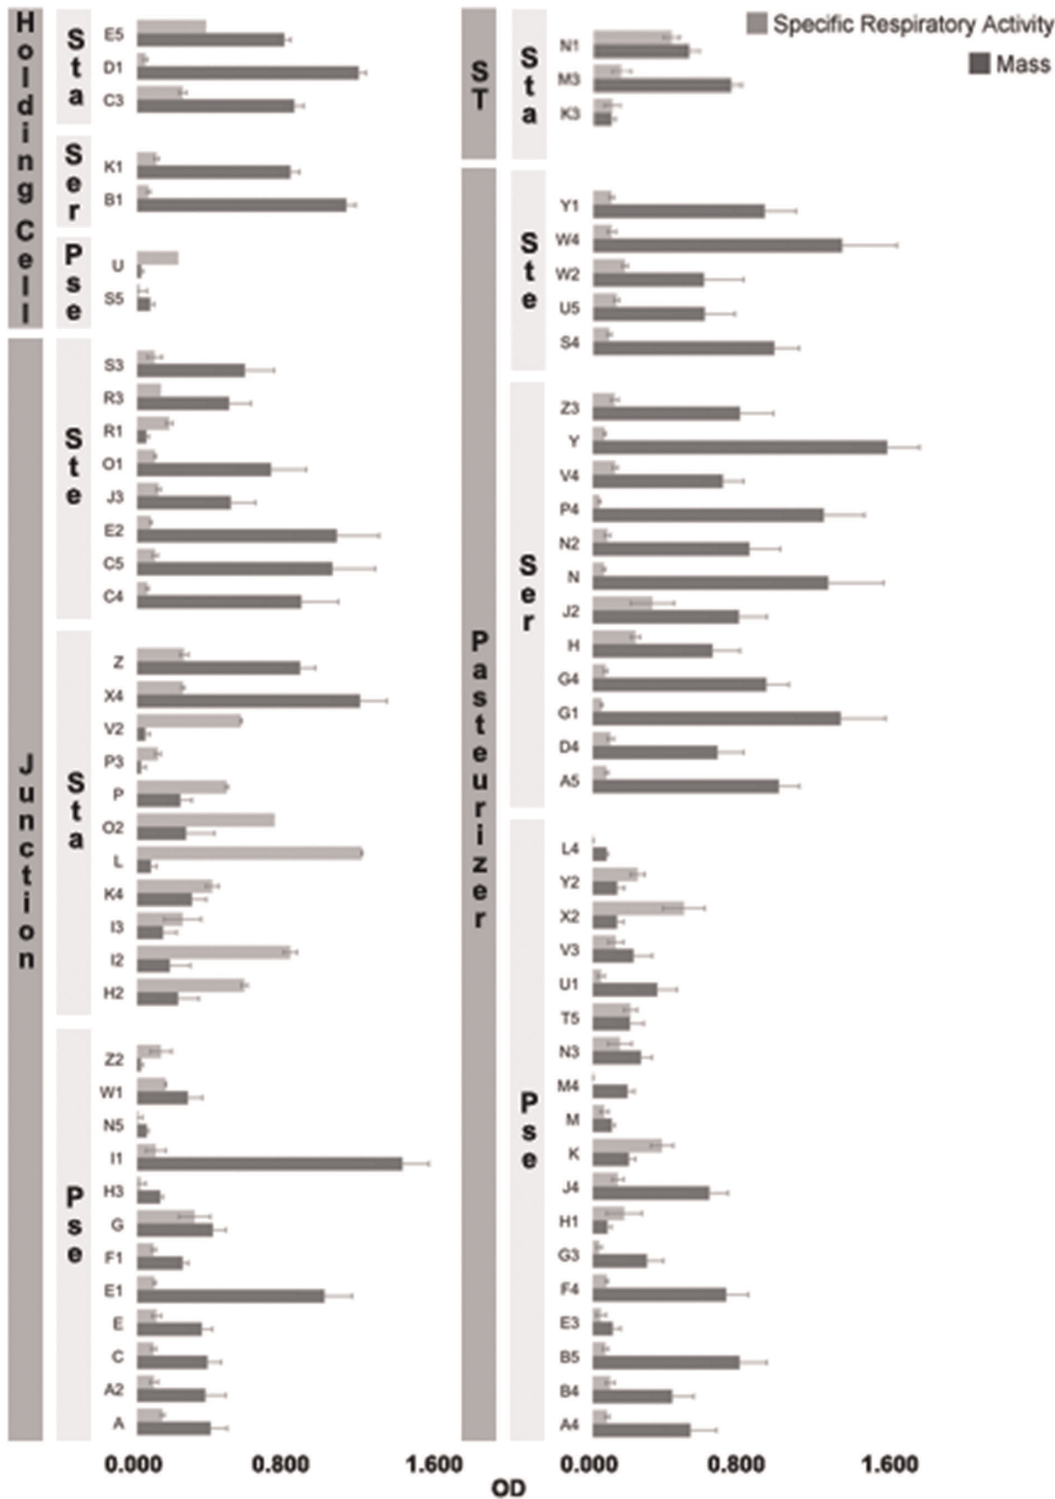 Specific Respiratory Activity
Mass
Holding Cell
Sta
E5
D1
C3
Ser
K1
B1
Pse
U
S5
Junction
Ste
S3
R3
R1
O1
J3
E2
C5
C4
Sta
Z
X4
V2
P3
P
O2
L
K4
I3
I2
H2
Pse
Z2
W1
N5
I1
H3
G
F1
E1
E
C
A2
A
0.000 0.800 1.600
ST
Sta
N1
M3
K3
Pasteurizer
Ste
Y1
W4
W2
U5
S4
Ser
Z3
Y
V4
P4
N2
N
J2
H
G4
G1
D4
A5
Pse
L4
Y2
X2
V3
U1
T5
N3
M4
M
K
J4
H1
G3
F4
E3
B5
B4
A4
0.000 0.800 1.600
OD